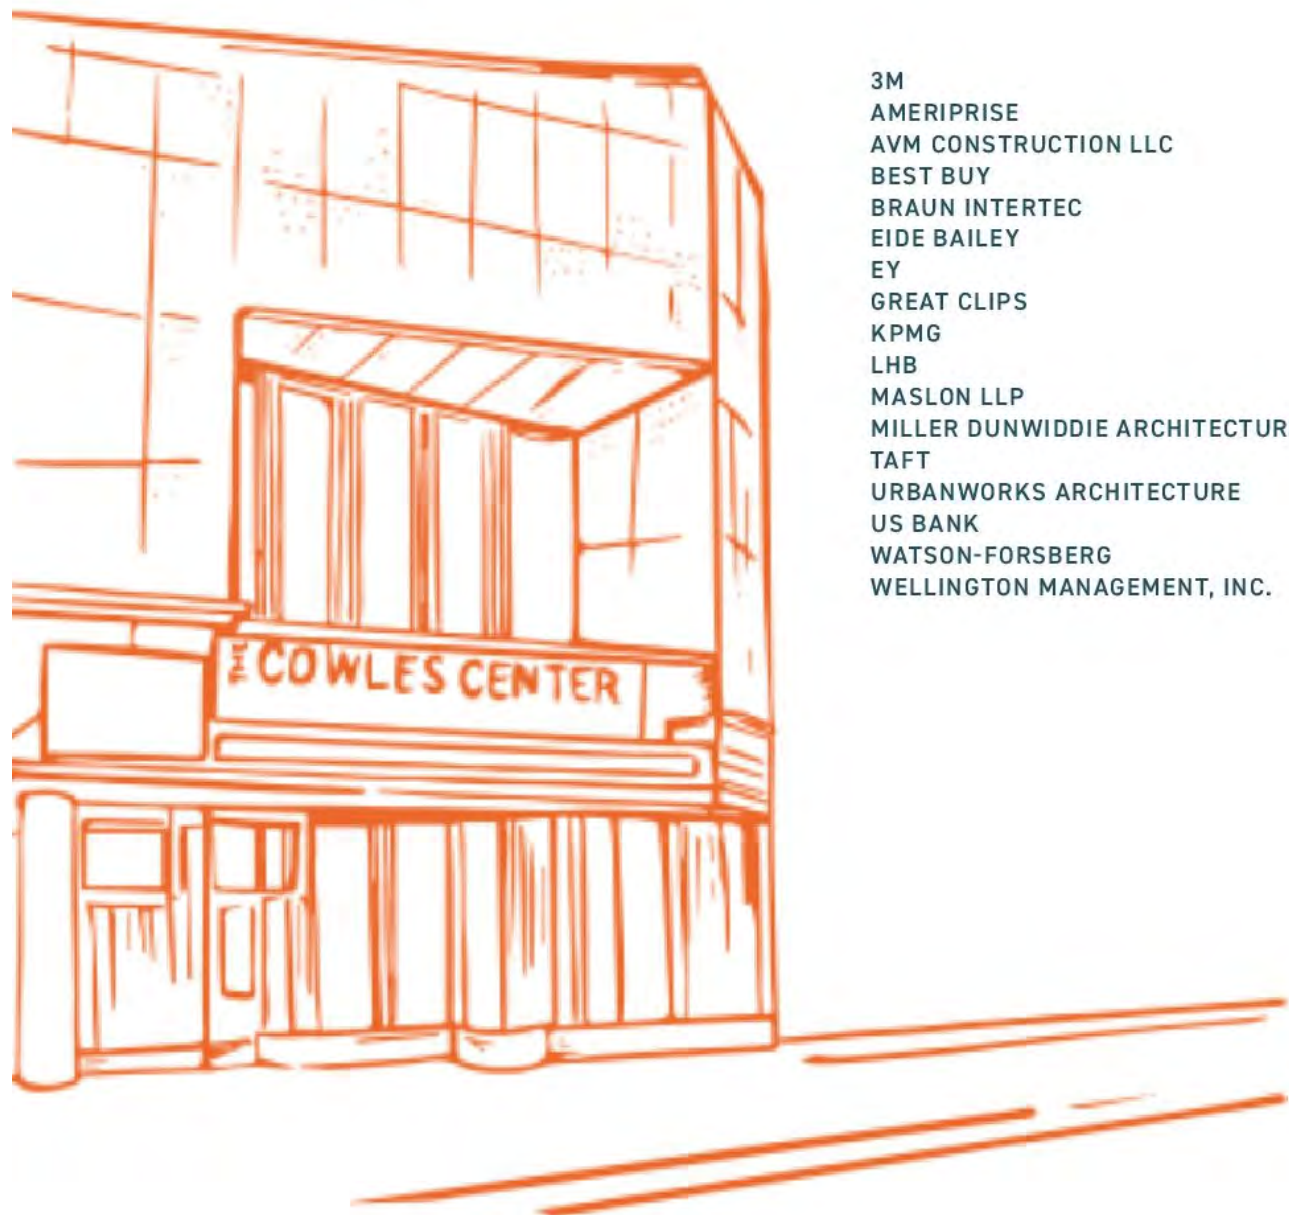 3M
AMERIPRISE
AVM CONSTRUCTION LLC
BEST BUY
BRAUN INTERTEC
EIDE BAILEY
EY
GREAT CLIPS
KPMG
LHB
MASLON LLP
MILLER DUNWIDDIE ARCHITECTUR
TAFT
URBANWORKS ARCHITECTURE
US BANK
WATSON-FORSBERG
WELLINGTON MANAGEMENT, INC.
THE COWLES CENTER